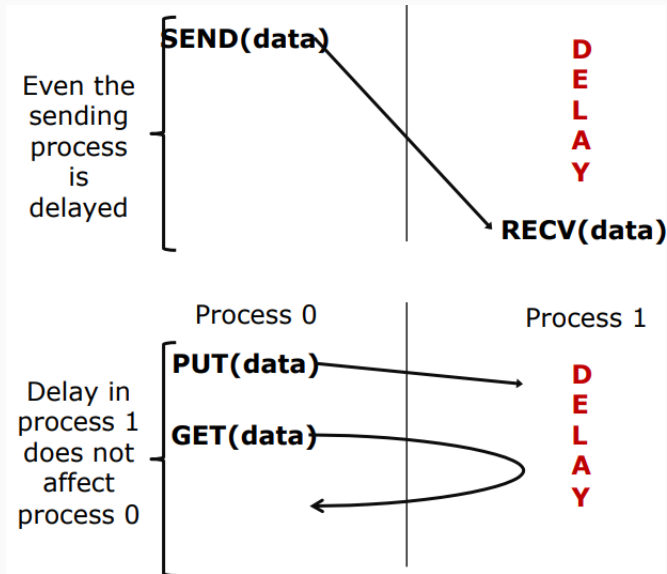 SEND(data)
Even the
sending
process
is
delayed
D
E
L
A
Y
RECV(data)
Process 0
Process 1
PUT(data)
GET(data)
Delay in
process 1
does not
affect
process 0
D
E
L
A
Y